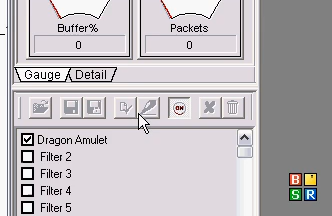 Buffer%
Packets
0
0
Gauge
Detail
ON
Dragon Amulet
Filter 2
Filter 3
Filter 4
Filter 5
B
S R